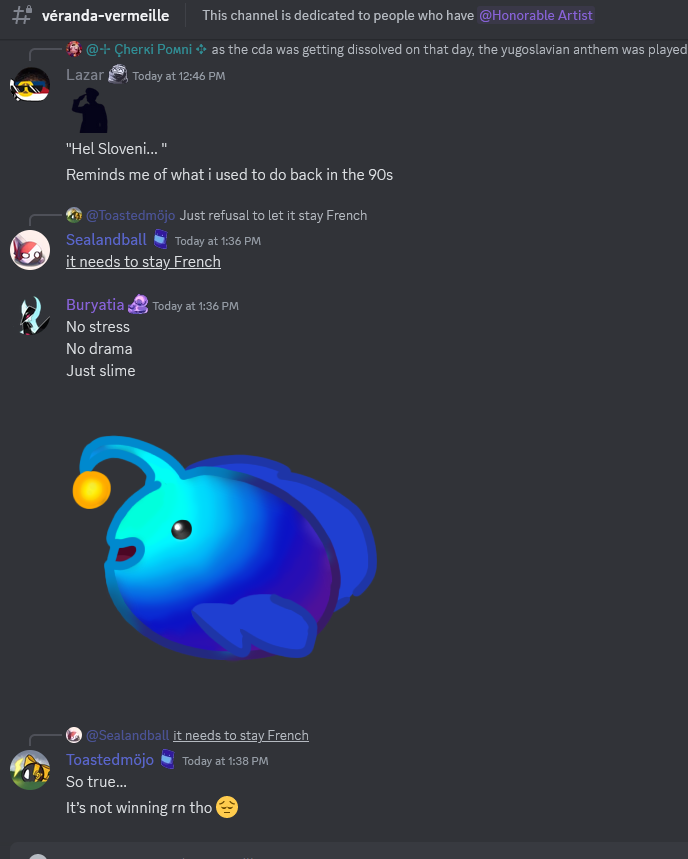 véranda-vermeille This channel is dedicated to people who have @Honorable Artist
@⊹ Çherкi Poмni ✣ as the cda was getting dissolved on that day, the yugoslavian anthem was played
Lazar Today at 12:46 PM
"Hel Sloveni... "
Reminds me of what i used to do back in the 90s
@Toastedmöjo Just refusal to let it stay French
Sealandball Today at 1:36 PM
it needs to stay French
Buryatia Today at 1:36 PM
No stress
No drama
Just slime
@Sealandball it needs to stay French
Toastedmöjo Today at 1:38 PM
So true...
It's not winning rn tho 😔